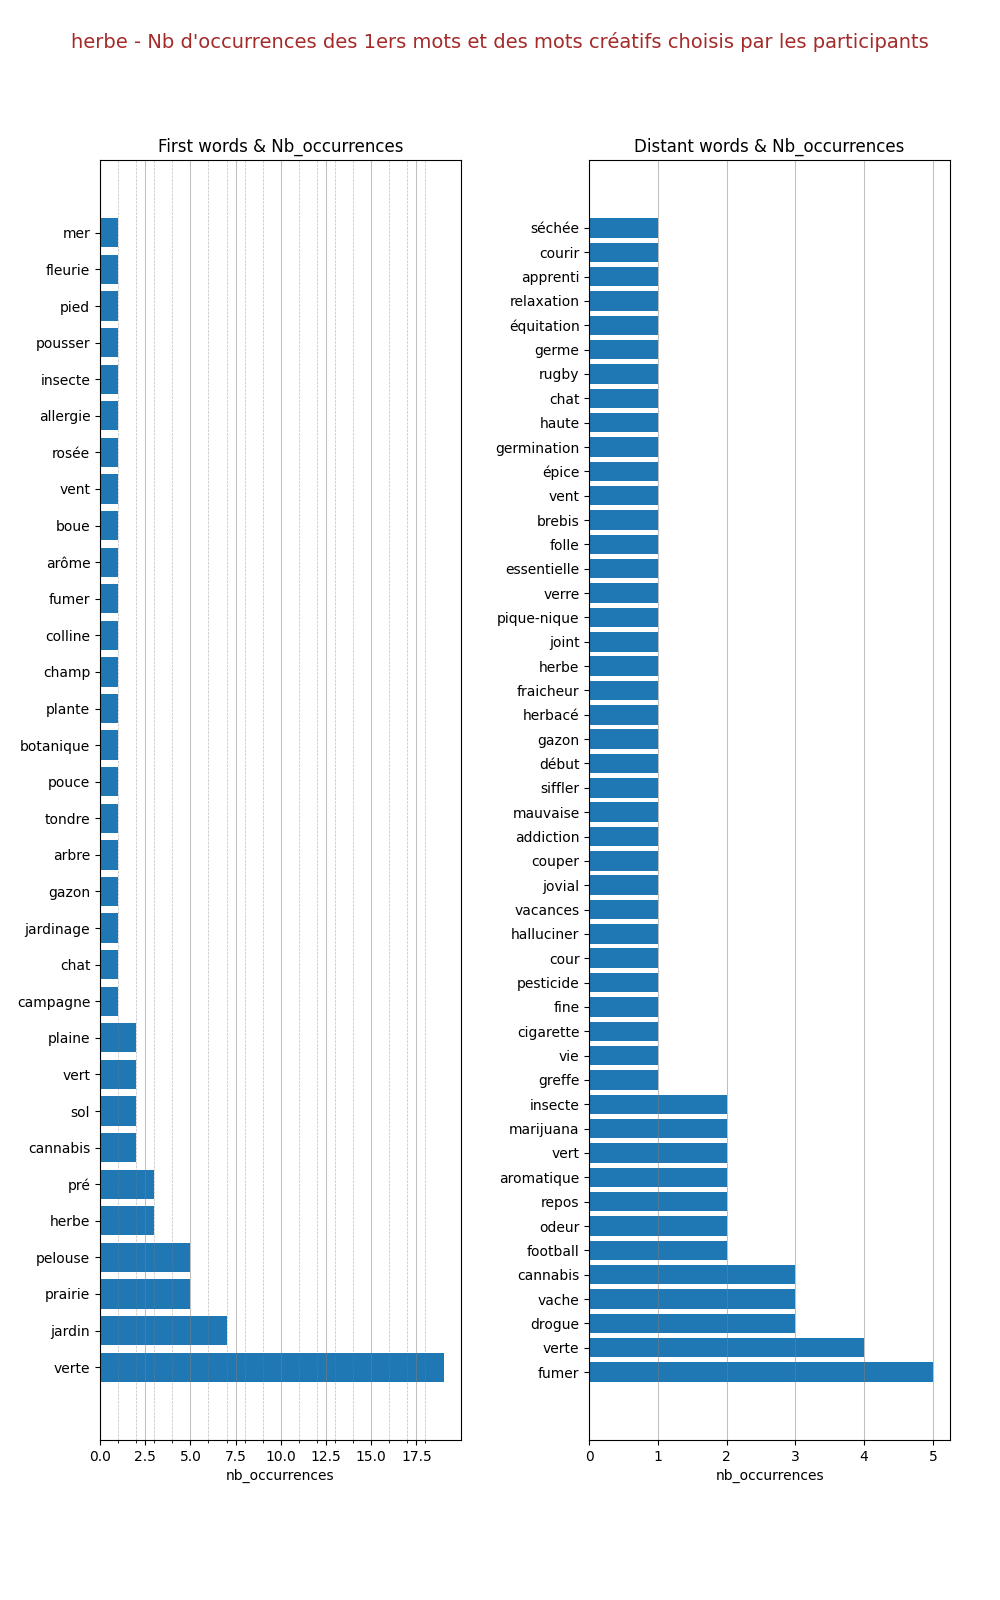 herbe - Nb d'occurrences des 1ers mots et des mots créatifs choisis par les participants
First words & Nb_occurrences
mer
fleurie
pied
pousser
insecte
allergie
rosée
vent
boue
arôme
fumer
colline
champ
plante
botanique
pouce
tondre
arbre
gazon
jardinage
chat
campagne
plaine
vert
sol
cannabis
pré
herbe
pelouse
prairie
jardin
verte
0.0 2.5 5.0 7.5 10.0 12.5 15.0 17.5
nb_occurrences
Distant words & Nb_occurrences
séchée
courir
apprenti
relaxation
équitation
germe
rugby
chat
haute
germination
épice
vent
brebis
folle
essentielle
verre
pique-nique
joint
herbe
fraicheur
herbacé
gazon
début
siffler
mauvaise
addiction
couper
jovial
vacances
halluciner
cour
pesticide
fine
cigarette
vie
greffe
insecte
marijuana
vert
aromatique
repos
odeur
football
cannabis
vache
drogue
verte
fumer
0 1 2 3 4 5
nb_occurrences